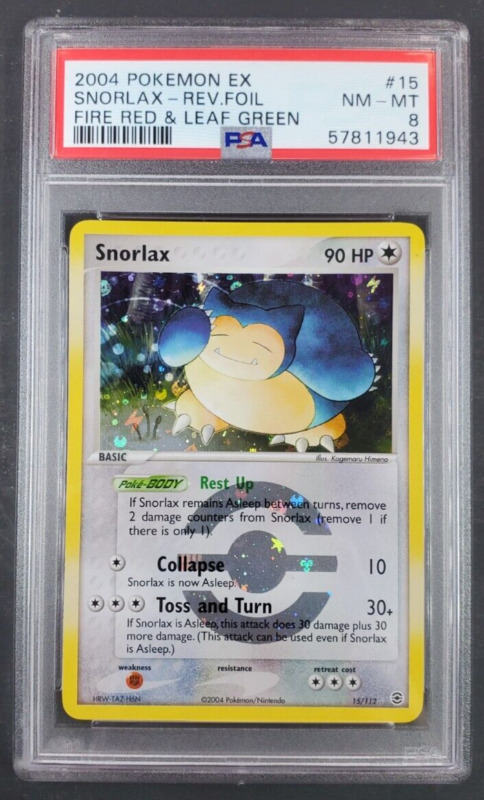 2004 POKEMON EX #15
SNORLAX - REV.FOIL NM - MT
FIRE RED & LEAF GREEN 8
PSA 57811943
Snorlax 90 HP
BASIC Illus. Kagemaru Himeno
Poké-BODY Rest Up
If Snorlax remains Asleep between turns, remove
2 damage counters from Snorlax (remove 1 if
there is only 1).
Collapse 10
Snorlax is now Asleep.
Toss and Turn 30+
If Snorlax is Asleep, this attack does 30 damage plus 30
more damage. (This attack can be used even if Snorlax
is Asleep.)
weakness resistance retreat cost
HRW-TAZ-H6N ©2004 Pokémon/Nintendo 15/112